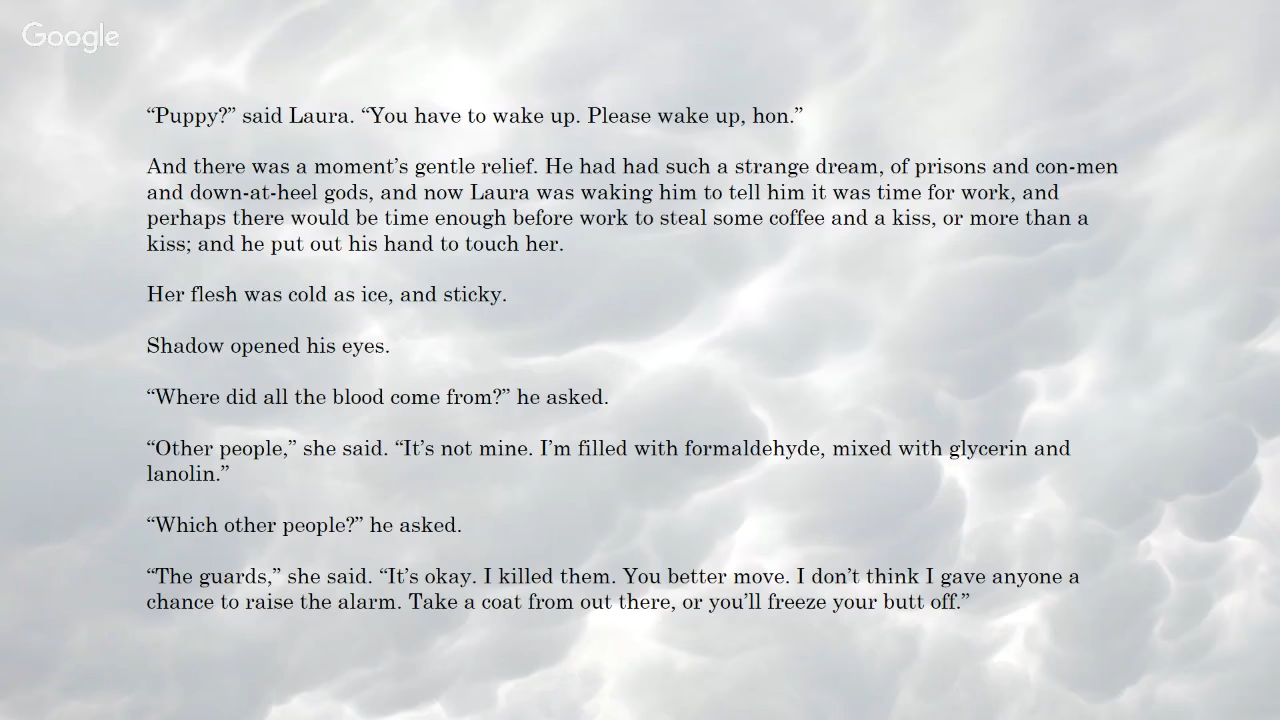 Google
“Puppy?” said Laura. “You have to wake up. Please wake up, hon.”
And there was a moment’s gentle relief. He had had such a strange dream, of prisons and con-men
and down-at-heel gods, and now Laura was waking him to tell him it was time for work, and
perhaps there would be time enough before work to steal some coffee and a kiss, or more than a
kiss; and he put out his hand to touch her.
Her flesh was cold as ice, and sticky.
Shadow opened his eyes.
“Where did all the blood come from?” he asked.
“Other people,” she said. “It’s not mine. I’m filled with formaldehyde, mixed with glycerin and
lanolin.”
“Which other people?” he asked.
“The guards,” she said. “It’s okay. I killed them. You better move. I don’t think I gave anyone a
chance to raise the alarm. Take a coat from out there, or you’ll freeze your butt off.”